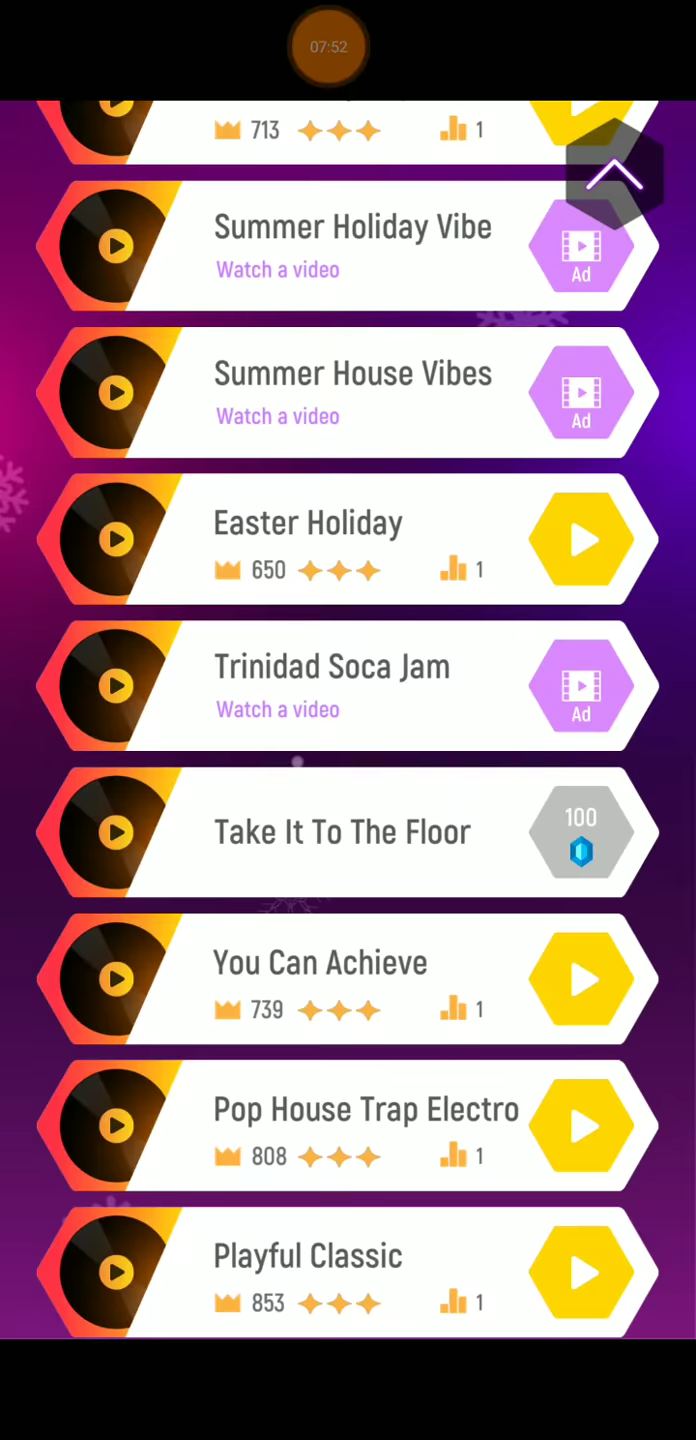 07:52
713 1
Summer Holiday Vibe
Watch a video
Ad
Summer House Vibes
Watch a video
Ad
Easter Holiday
650 1
Trinidad Soca Jam
Watch a video
Ad
100
Take It To The Floor
You Can Achieve
739 1
Pop House Trap Electro
808 1
Playful Classic
853 1